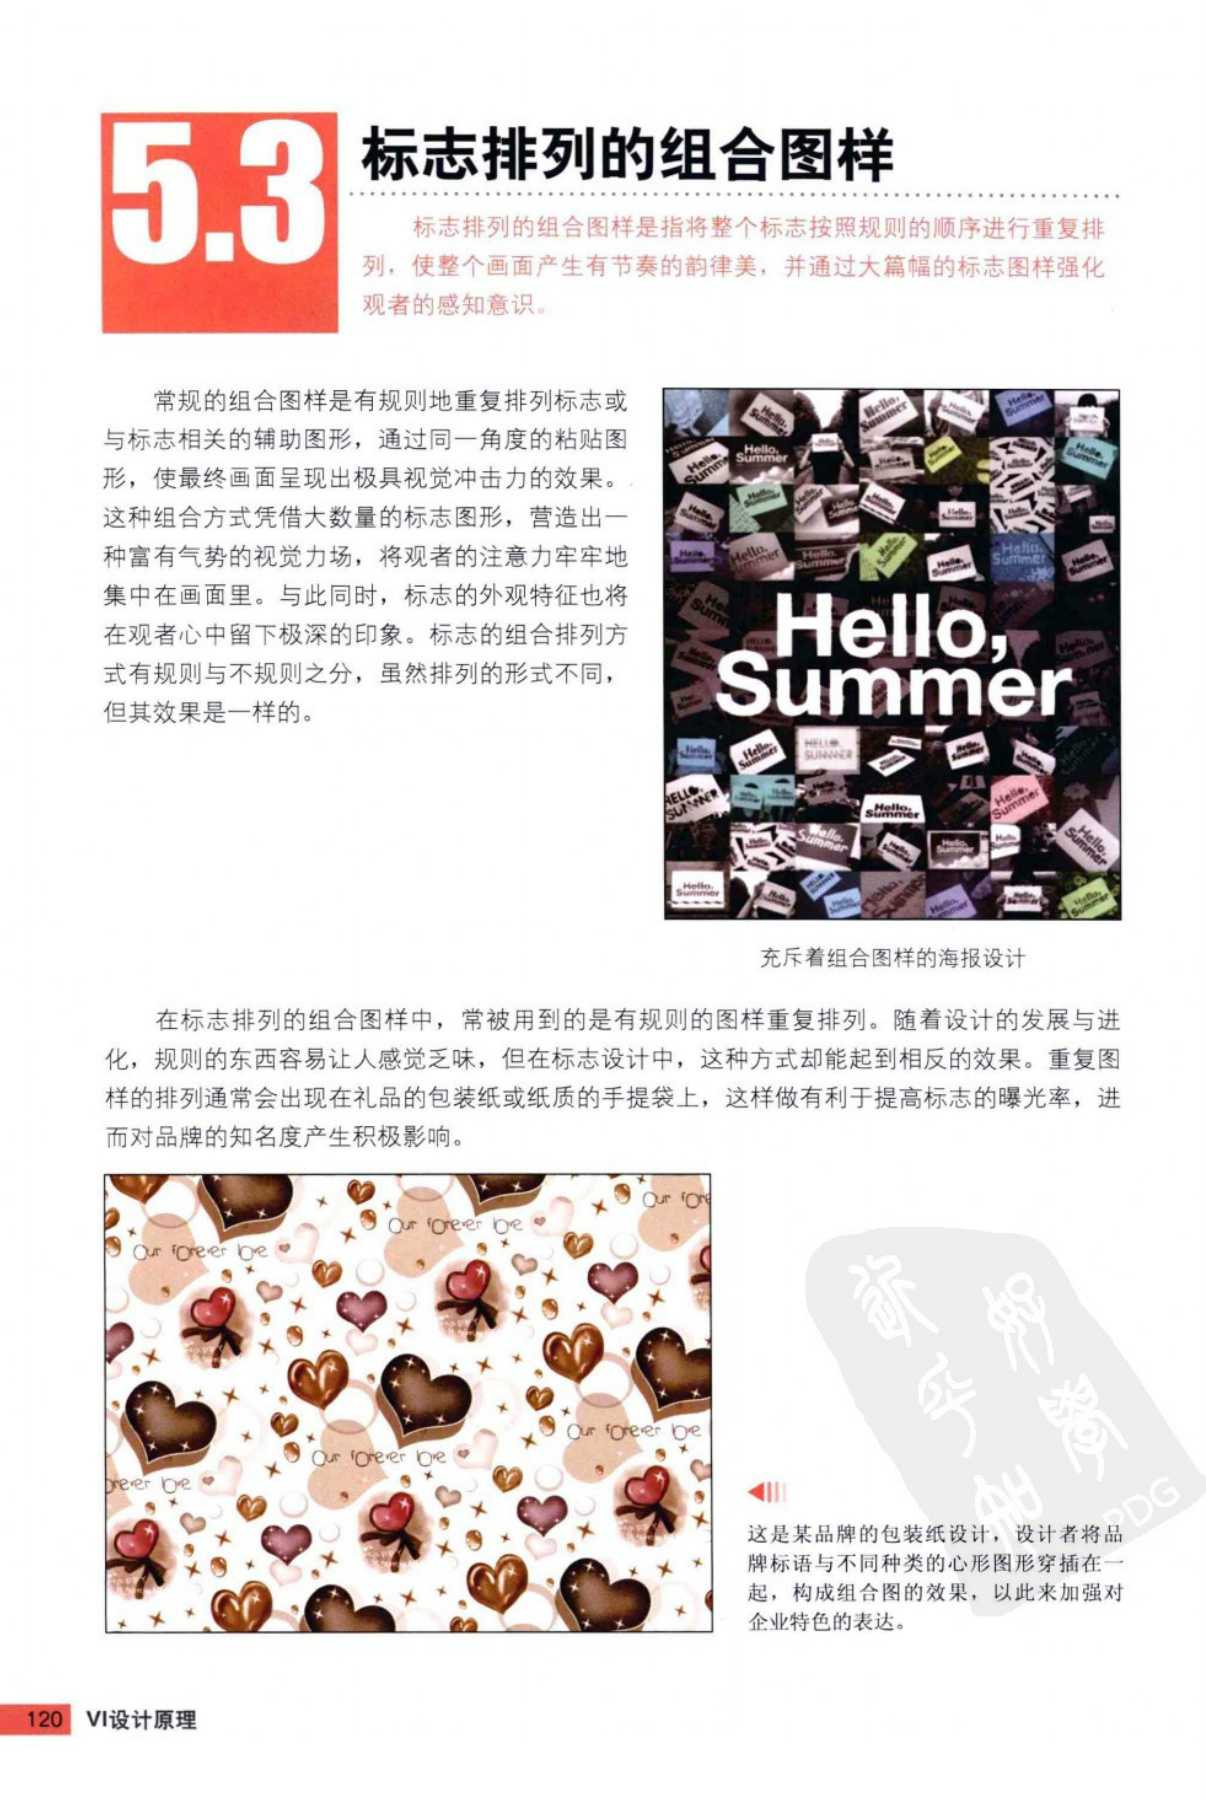 5.3
标志排列的组合图样
标志排列的组合图样是指将整个标志按照规则的顺序进行重复排
列，使整个画面产生有节奏的韵律美，并通过大篇幅的标志图样强化
观者的感知意识。
常规的组合图样是有规则地重复排列标志或
与标志相关的辅助图形，通过同一角度的粘贴图
形，使最终画面呈现出极具视觉冲击力的效果。
这种组合方式凭借大数量的标志图形，营造出一
种富有气势的视觉力场，将观者的注意力牢牢地
集中在画面里。与此同时，标志的外观特征也将
在观者心中留下极深的印象。标志的组合排列方
式有规则与不规则之分，虽然排列的形式不同，
但其效果是一样的。
Hello,
Summer
充斥着组合图样的海报设计
在标志排列的组合图样中，常被用到的是有规则的图样重复排列。随着设计的发展与进
化，规则的东西容易让人感觉乏味，但在标志设计中，这种方式却能起到相反的效果。重复图
样的排列通常会出现在礼品的包装纸或纸质的手提袋上，这样做有利于提高标志的曝光率，进
而对品牌的知名度产生积极影响。
Our forever love
Our forever love
Our fore
Our forever love
Our forever love
orever love
PDG
这是某品牌的包装纸设计，设计者将品
牌标语与不同种类的心形图形穿插在一
起，构成组合图的效果，以此来加强对
企业特色的表达。
120 VI设计原理